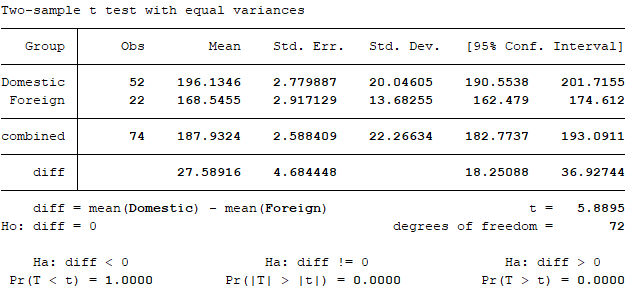 Two-sample t test with equal variances
Group Obs Mean Std. Err. Std. Dev. [95% Conf. Interval]
Domestic 52 196.1346 2.779887 20.04605 190.5538 201.7155
Foreign 22 168.5455 2.917129 13.68255 162.479 174.612
combined 74 187.9324 2.588409 22.26634 182.7737 193.0911
diff 27.58916 4.684448 18.25088 36.92744
diff = mean(Domestic) - mean(Foreign) t = 5.8895
Ho: diff = 0 degrees of freedom = 72
Ha: diff < 0 Ha: diff != 0 Ha: diff > 0
Pr(T < t) = 1.0000 Pr(|T| > |t|) = 0.0000 Pr(T > t) = 0.0000